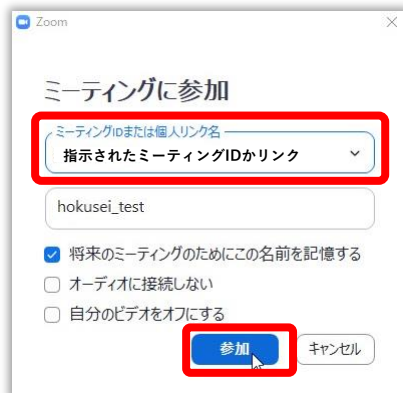 Zoom
ミーティングに参加
ミーティングIDまたは個人リンク名
指示されたミーティングIDかリンク
hokusei_test
将来のミーティングのためにこの名前を記憶する
オーディオに接続しない
自分のビデオをオフにする
参加 キャンセル